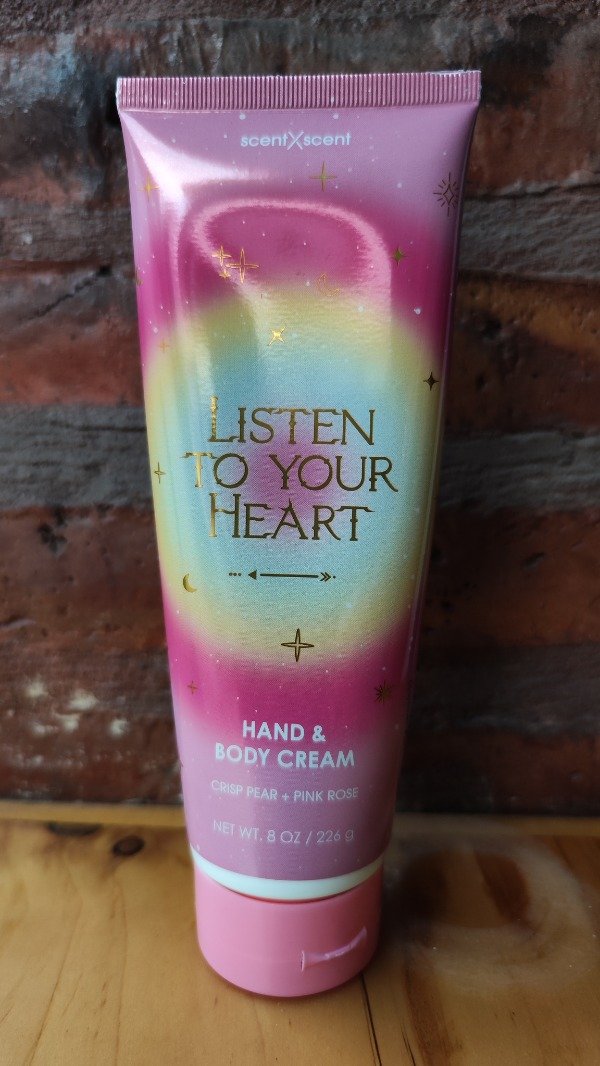 scentXscent
LISTEN
TO YOUR
HEART
HAND &
BODY CREAM
CRISP PEAR + PINK ROSE
NET WT. 8 OZ / 226 g